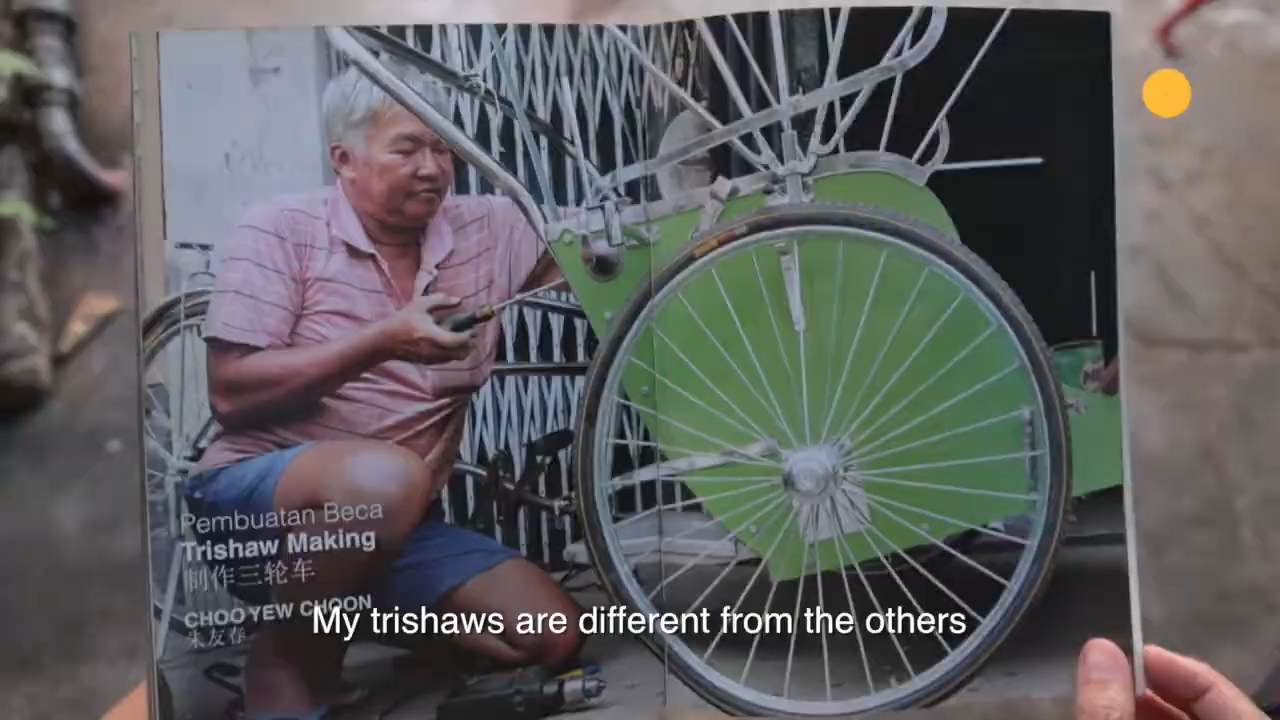 Pembuatan Beca
Trishaw Making
制作三轮车
CHOO YEW CHOON
朱友春
My trishaws are different from the others